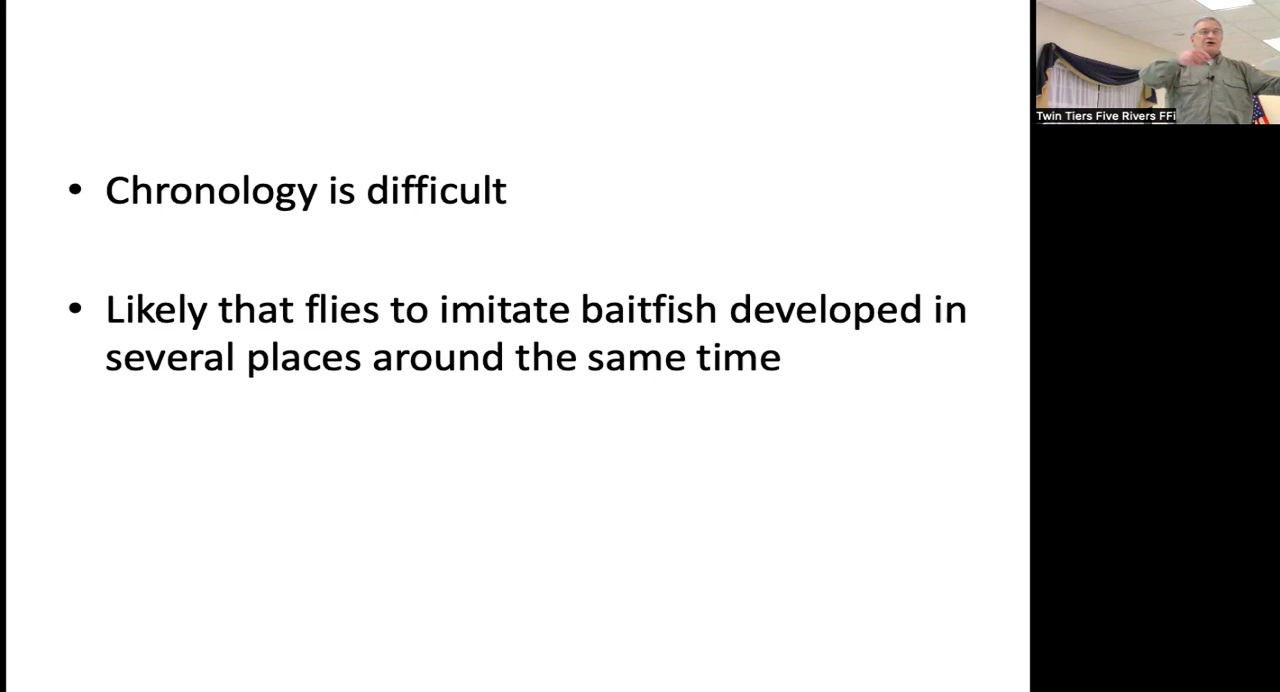 • Chronology is difficult
• Likely that flies to imitate baitfish developed in
several places around the same time
Twin Tiers Five Rivers FFi